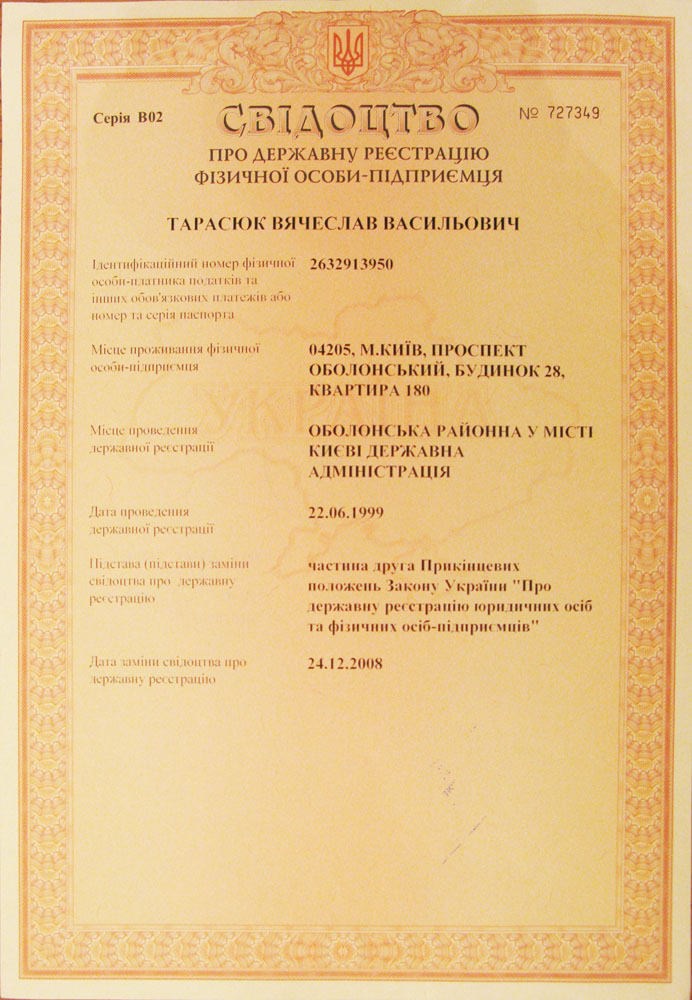 Серія В02
СВІДОЦТВО
№ 727349
ПРО ДЕРЖАВНУ РЕЄСТРАЦІЮ
ФІЗИЧНОЇ ОСОБИ-ПІДПРИЄМЦЯ
ТАРАСЮК ВЯЧЕСЛАВ ВАСИЛЬОВИЧ
Ідентифікаційний номер фізичної
особи-платника податків та
інших обов'язкових платежів або
номер та серія паспорта
2632913950
Місце проживання фізичної
особи-підприємця
04205, М.КИЇВ, ПРОСПЕКТ
ОБОЛОНСЬКИЙ, БУДИНОК 28,
КВАРТИРА 180
УКРАЇНА
Місце проведення
державної реєстрації
ОБОЛОНСЬКА РАЙОННА У МІСТІ
КИЄВІ ДЕРЖАВНА
АДМІНІСТРАЦІЯ
Дата проведення
державної реєстрації
22.06.1999
Підстава (підстави) заміни
свідоцтва про державну
реєстрацію
частина друга Прикінцевих
положень Закону України "Про
державну реєстрацію юридичних осіб
та фізичних осіб-підприємців"
Дата заміни свідоцтва про
державну реєстрацію
24.12.2008